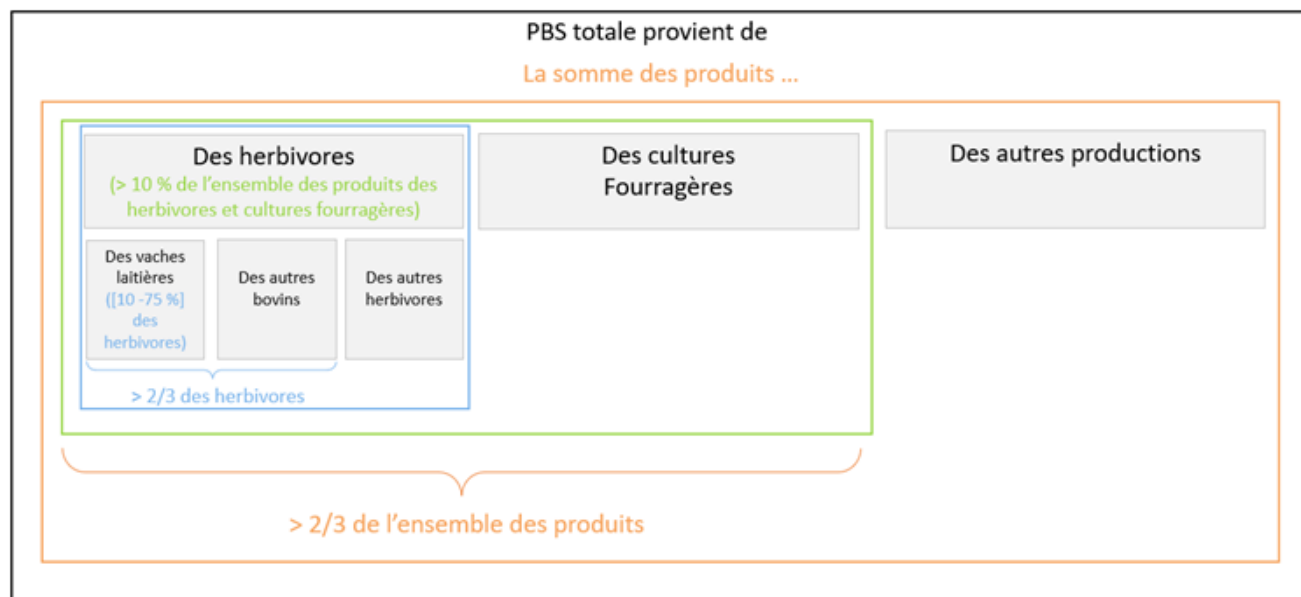 PBS totale provient de
La somme des produits ...
Des herbivores
(> 10 % de l'ensemble des produits des
herbivores et cultures fourragères)
Des cultures
Fourragères
Des autres productions
Des vaches
laitières
([10 -75 %]
des
herbivores)
Des autres
bovins
Des autres
herbivores
> 2/3 des herbivores
> 2/3 de l'ensemble des produits